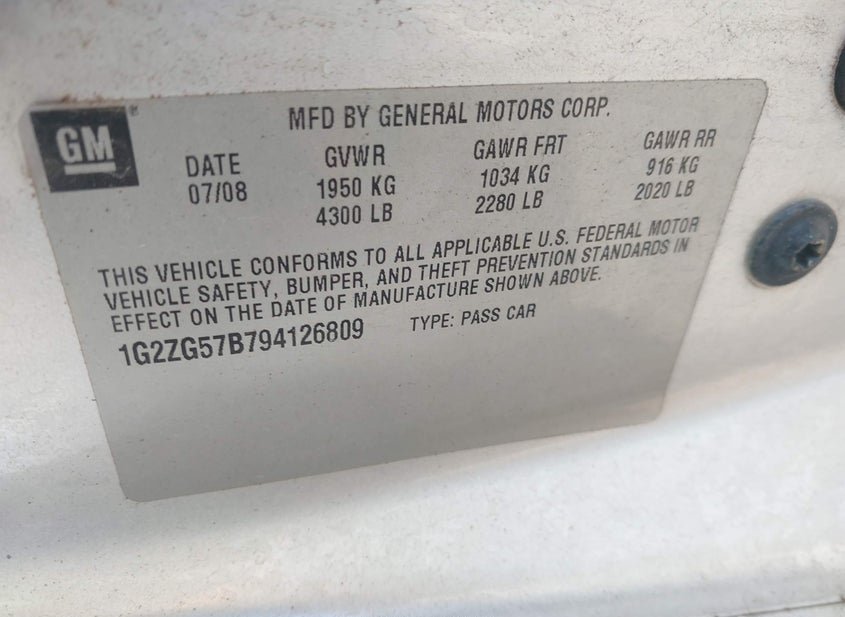 GM®
MFD BY GENERAL MOTORS CORP.
DATE GVWR GAWR FRT GAWR RR
07/08 1950 KG 1034 KG 916 KG
4300 LB 2280 LB 2020 LB
THIS VEHICLE CONFORMS TO ALL APPLICABLE U.S. FEDERAL MOTOR
VEHICLE SAFETY, BUMPER, AND THEFT PREVENTION STANDARDS IN
EFFECT ON THE DATE OF MANUFACTURE SHOWN ABOVE.
1G2ZG57B794126809 TYPE: PASS CAR